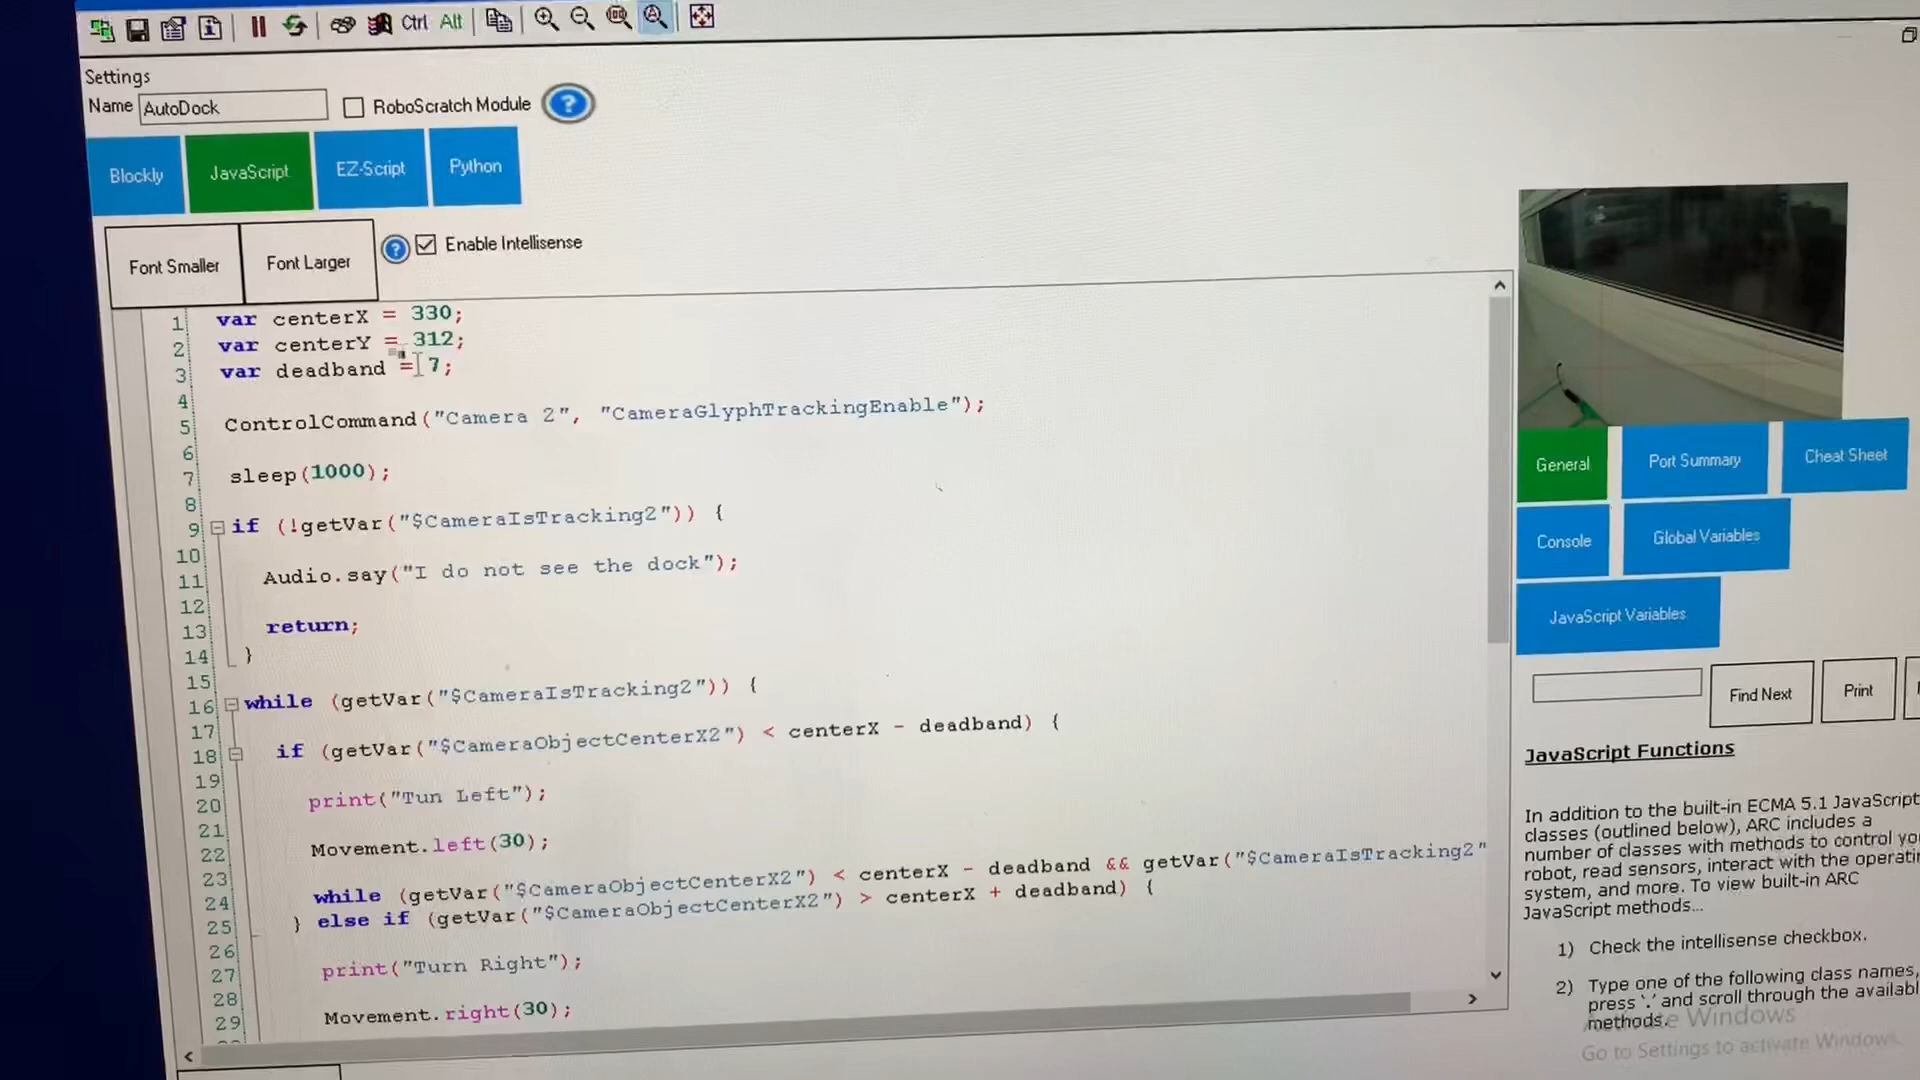 Ctrl Alt
Settings
Name AutoDock RoboScratch Module ?
Blockly JavaScript EZ-Script Python
Font Smaller Font Larger ? Enable Intellisense
1 var centerX = 330;
2 var centerY = 312;
3 var deadband = 7;
4
5 ControlCommand("Camera 2", "CameraGlyphTrackingEnable");
6
7 sleep(1000);
8
9 if (!getVar("$CameraIsTracking2")) {
10
11 Audio.say("I do not see the dock");
12
13 return;
14 }
15
16 while (getVar("$CameraIsTracking2")) {
17
18 if (getVar("$CameraObjectCenterX2") < centerX - deadband) {
19
20 print("Tun Left");
21
22 Movement.left(30);
23
24 while (getVar("$CameraObjectCenterX2") < centerX - deadband && getVar("$CameraIsTracking2"
25 } else if (getVar("$CameraObjectCenterX2") > centerX + deadband) {
26
27 print("Turn Right");
28
29 Movement.right(30);
General Port Summary Cheat Sheet
Console Global Variables
JavaScript Variables
Find Next Print
JavaScript Functions
In addition to the built-in ECMA 5.1 JavaScript
classes (outlined below), ARC includes a
number of classes with methods to control you
robot, read sensors, interact with the operatin
system, and more. To view built-in ARC
JavaScript methods...
1) Check the intellisense checkbox.
2) Type one of the following class names,
press '.' and scroll through the availabl
methods.
Activate Windows
Go to Settings to activate Windows.